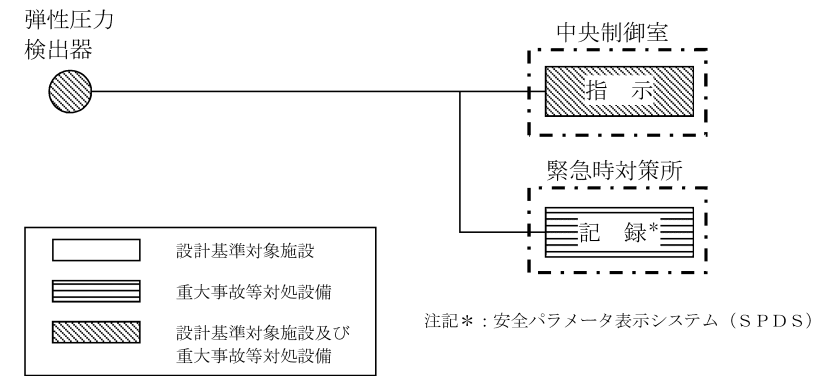 弾性圧力
検出器
中央制御室
指　示
緊急時対策所
記　録*
設計基準対象施設
重大事故等対処設備
設計基準対象施設及び
重大事故等対処設備
注記＊：安全パラメータ表示システム（ＳＰＤＳ）